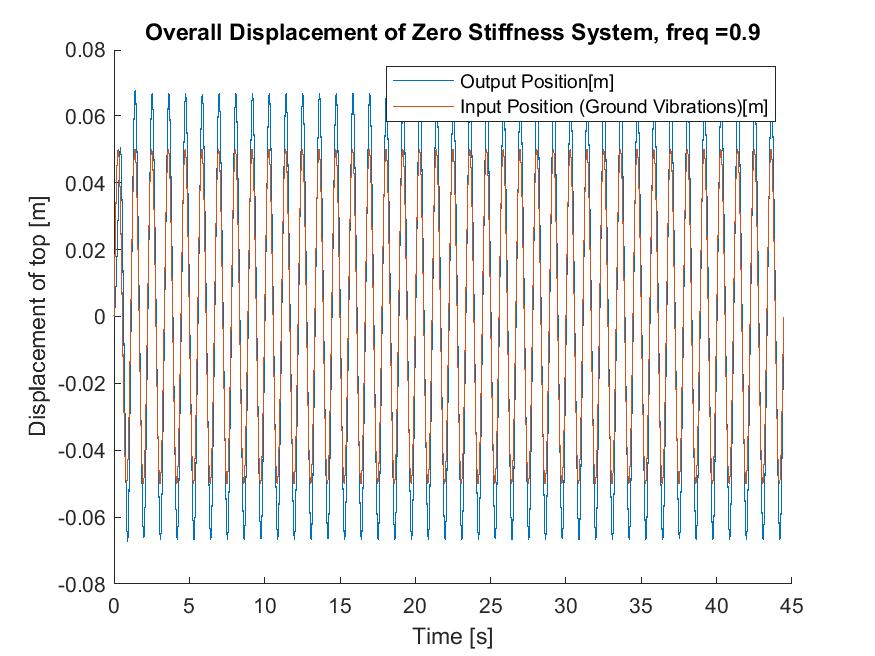 Overall Displacement of Zero Stiffness System, freq =0.9
Output Position[m]
Input Position (Ground Vibrations)[m]
Displacement of top [m]
0.08
0.06
0.04
0.02
0
-0.02
-0.04
-0.06
-0.08
0 5 10 15 20 25 30 35 40 45
Time [s]